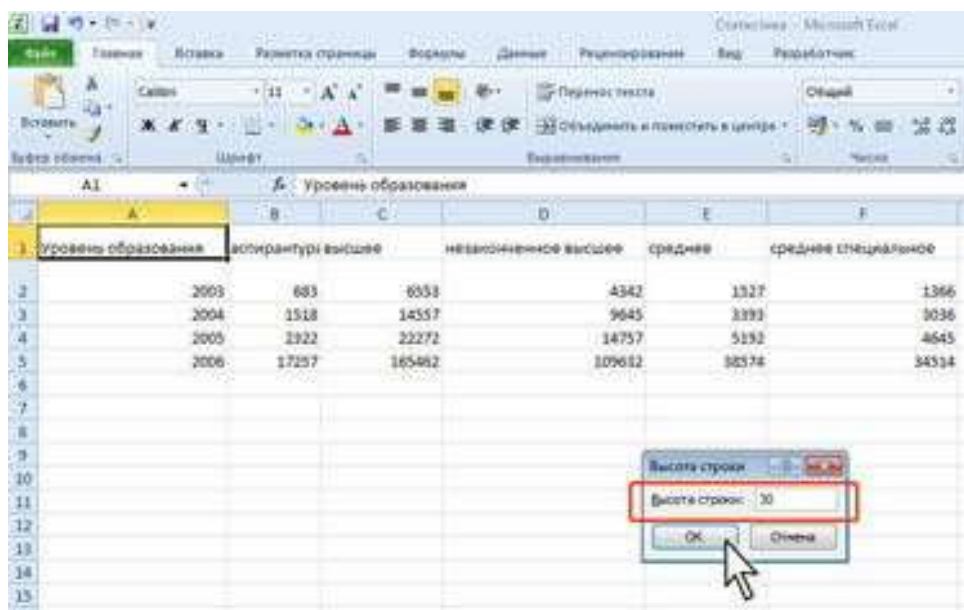 Статистика - Microsoft Excel
Файл Главная Вставка Разметка страницы Формулы Данные Рецензирование Вид Разработчик
Calibri 11 A A Перенос текста Общий
Вставить Ж К Ч А Объединить и поместить в центре % 000
Буфер обмена Шрифт Выравнивание Число
A1 fx Уровень образования
A B C D E F
1 Уровень образования аспирантура высшее незаконченное высшее среднее среднее специальное
2 2003 683 6553 4342 1527 1366
3 2004 1518 14557 9645 3393 3036
4 2005 2322 22272 14757 5192 4645
5 2006 17257 165462 109632 38574 34514
6
7
8
9
10
11
12
13
14
15
Высота строки
Высота строки: 30
ОК Отмена